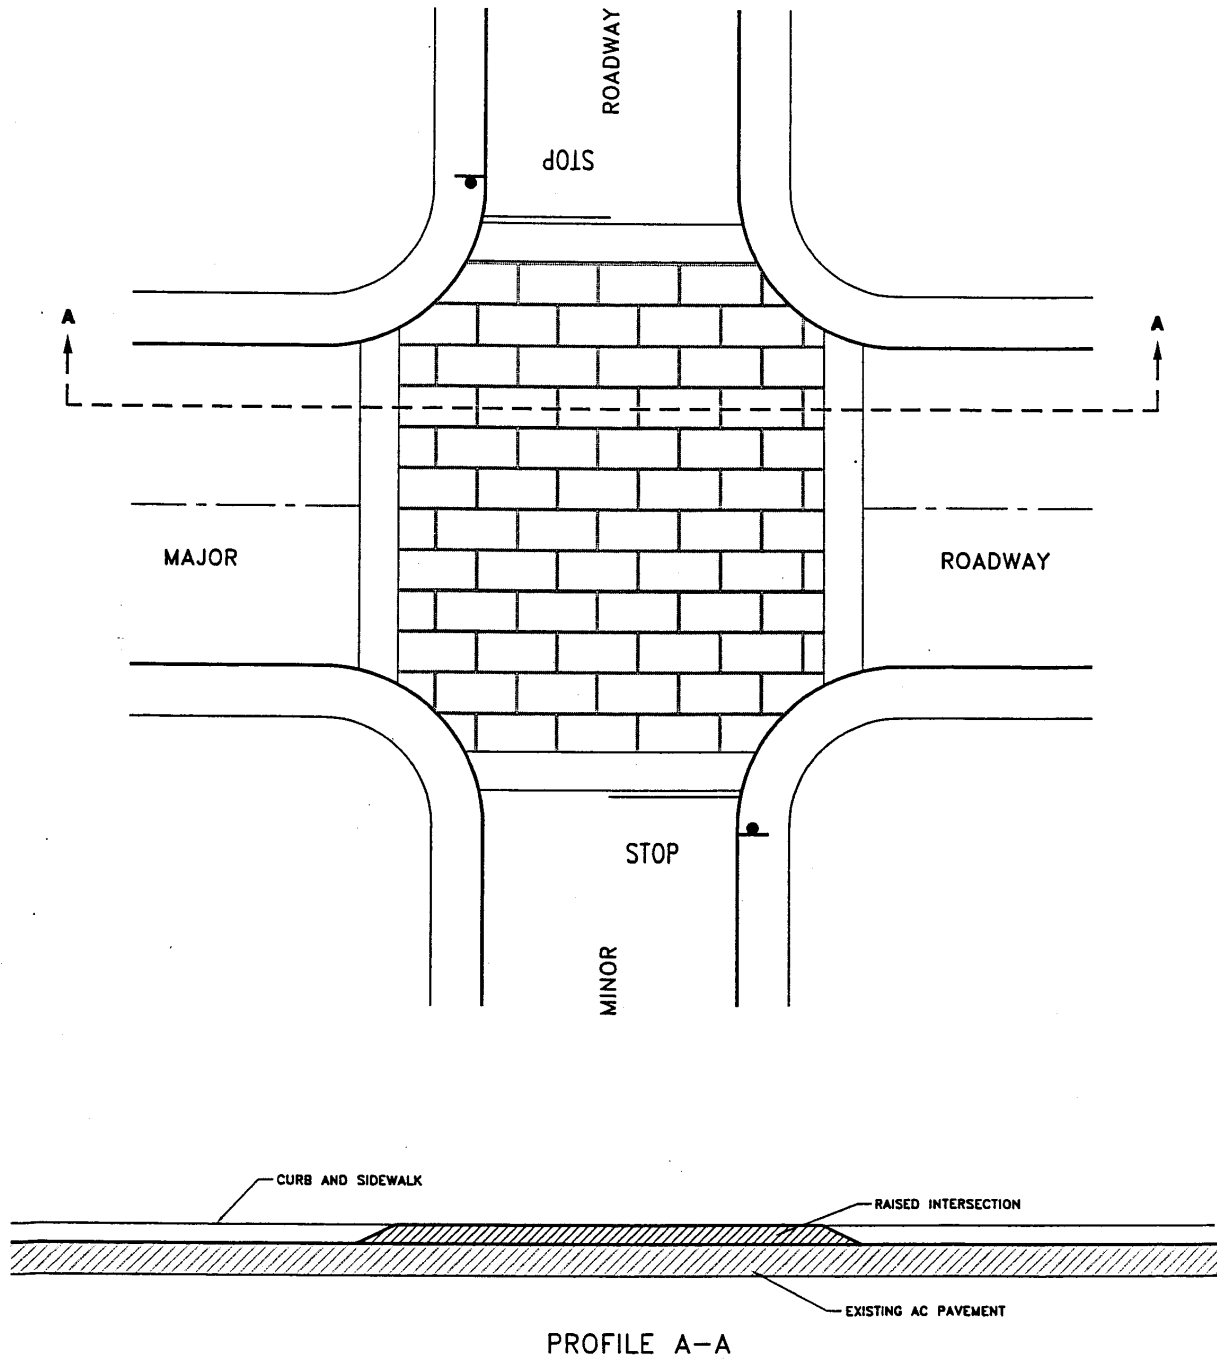 ROADWAY
STOP
A
A
MAJOR
ROADWAY
STOP
MINOR
CURB AND SIDEWALK
RAISED INTERSECTION
EXISTING AC PAVEMENT
PROFILE A-A